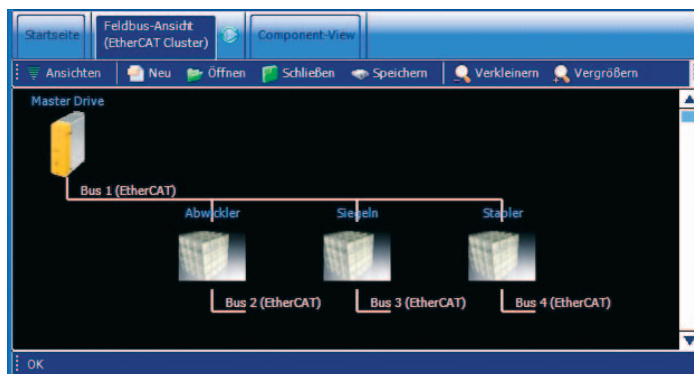 Startseite
Feldbus-Ansicht
(EtherCAT Cluster)
Component-View
Ansichten Neu Öffnen Schließen Speichern Verkleinern Vergrößern
Master Drive
Bus 1 (EtherCAT)
Abwickler Siegeln Stapler
Bus 2 (EtherCAT) Bus 3 (EtherCAT) Bus 4 (EtherCAT)
OK